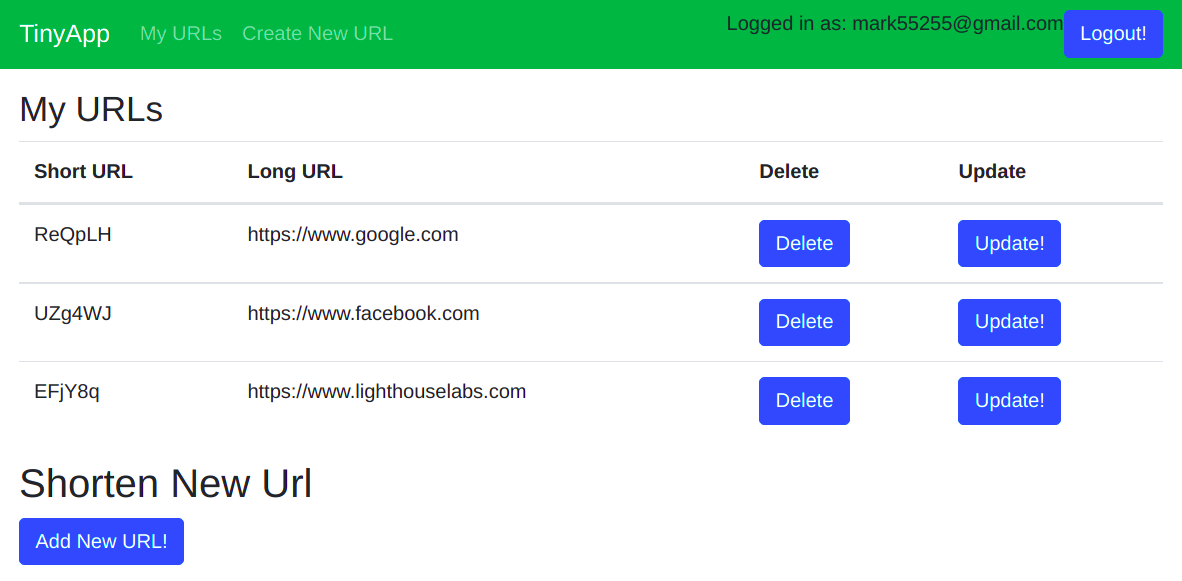 TinyApp My URLs Create New URL Logged in as: mark55255@gmail.com Logout!
My URLs
Short URL Long URL Delete Update
ReQpLH https://www.google.com Delete Update!
UZg4WJ https://www.facebook.com Delete Update!
EFjY8q https://www.lighthouselabs.com Delete Update!
Shorten New Url
Add New URL!